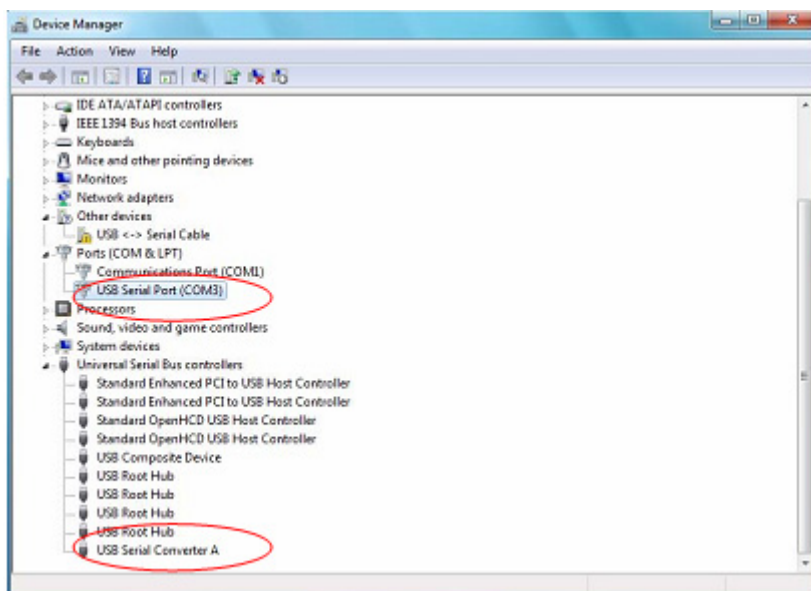 Device Manager
File Action View Help
IDE ATA/ATAPI controllers
IEEE 1394 Bus host controllers
Keyboards
Mice and other pointing devices
Monitors
Network adapters
Other devices
USB <-> Serial Cable
Ports (COM & LPT)
Communications Port (COM1)
USB Serial Port (COM3)
Processors
Sound, video and game controllers
System devices
Universal Serial Bus controllers
Standard Enhanced PCI to USB Host Controller
Standard Enhanced PCI to USB Host Controller
Standard OpenHCD USB Host Controller
Standard OpenHCD USB Host Controller
USB Composite Device
USB Root Hub
USB Root Hub
USB Root Hub
USB Root Hub
USB Serial Converter A